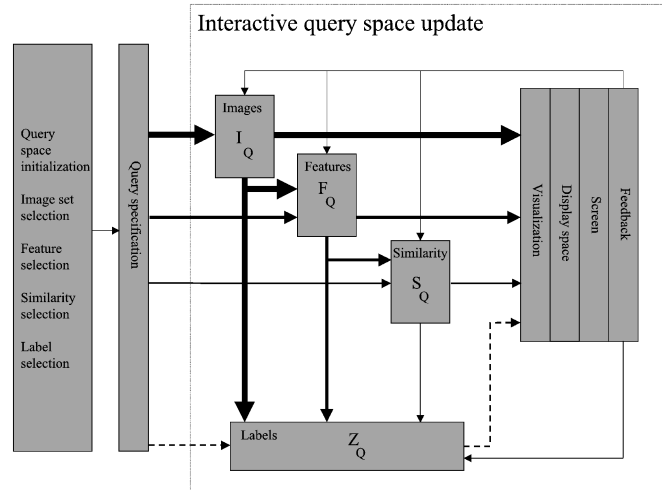 Interactive query space update
Query
space
initialization
Image set
selection
Feature
selection
Similarity
selection
Label
selection
Query specification
Images
I Q
Features
F Q
Similarity
S Q
Labels
Z Q
Visualization
Display space
Screen
Feedback